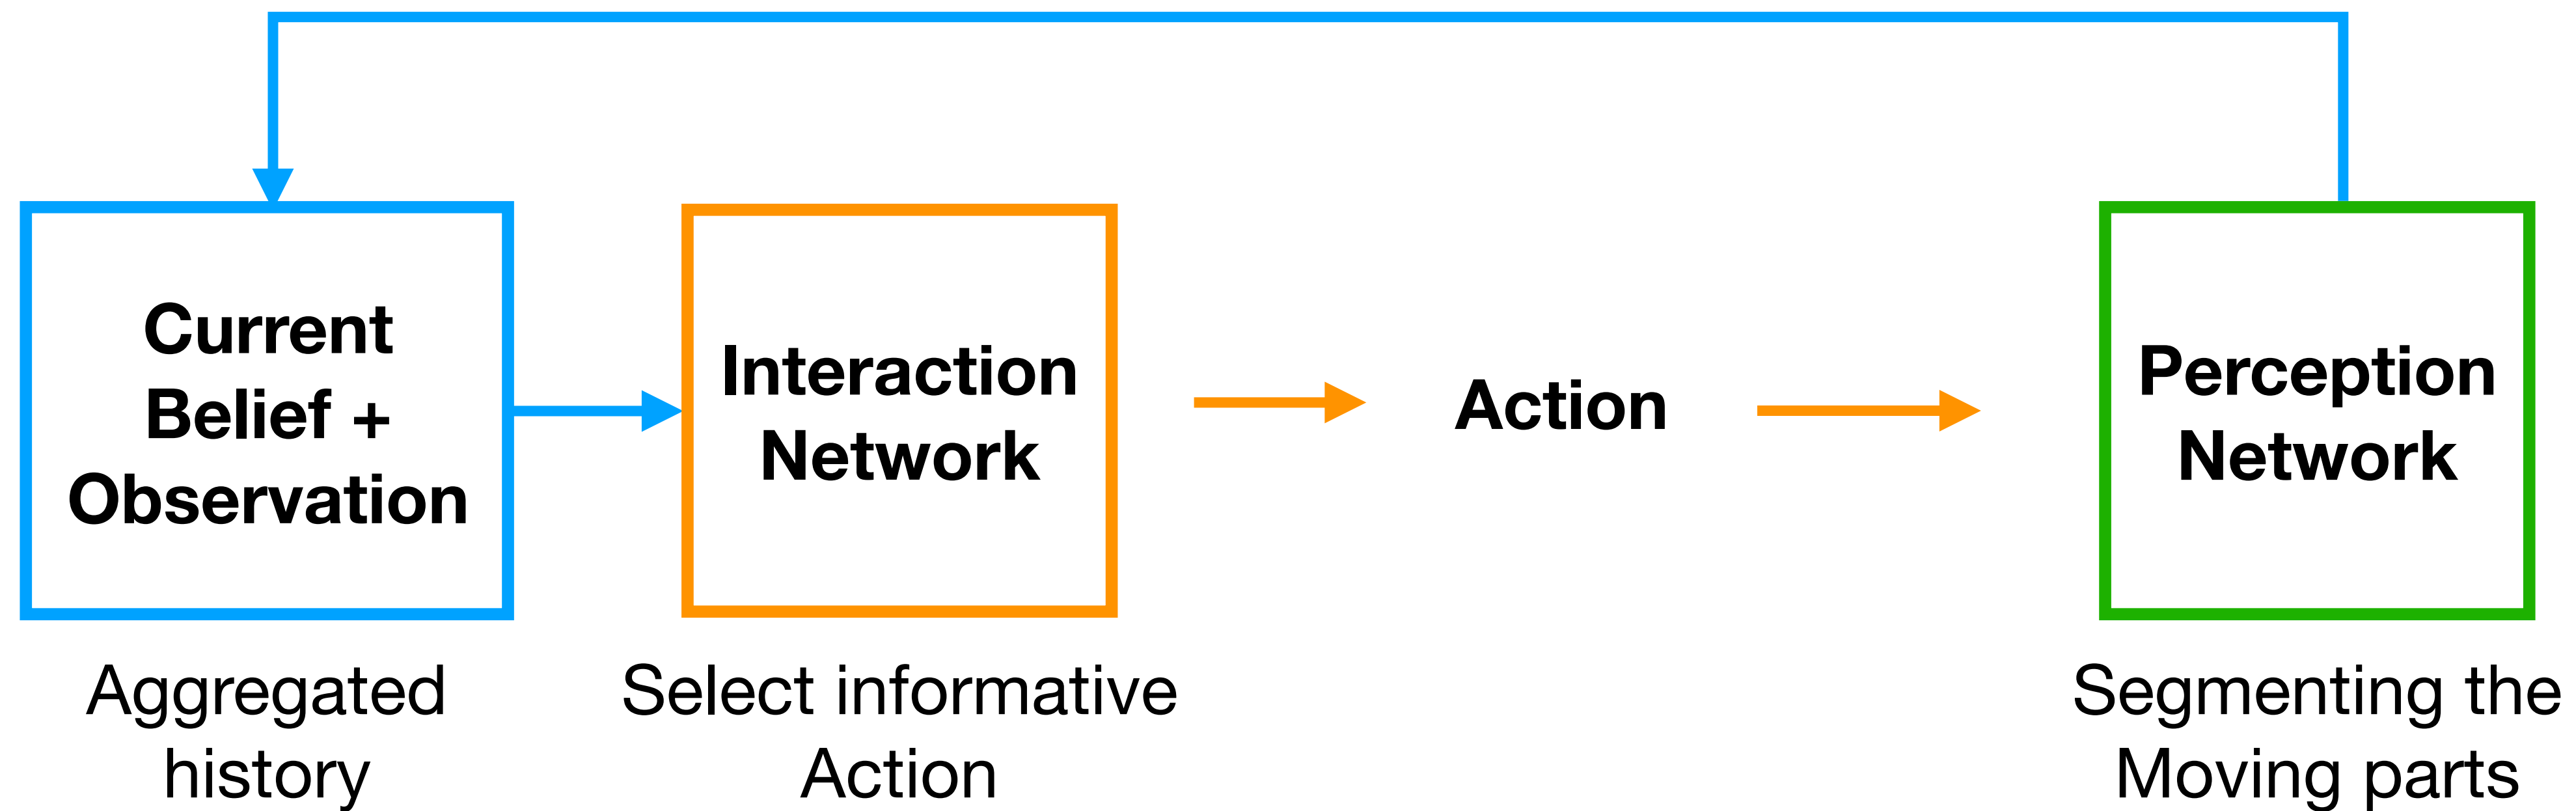 Current
Belief +
Observation
Interaction
Network
Action
Perception
Network
Aggregated
history
Select informative
Action
Segmenting the
Moving parts